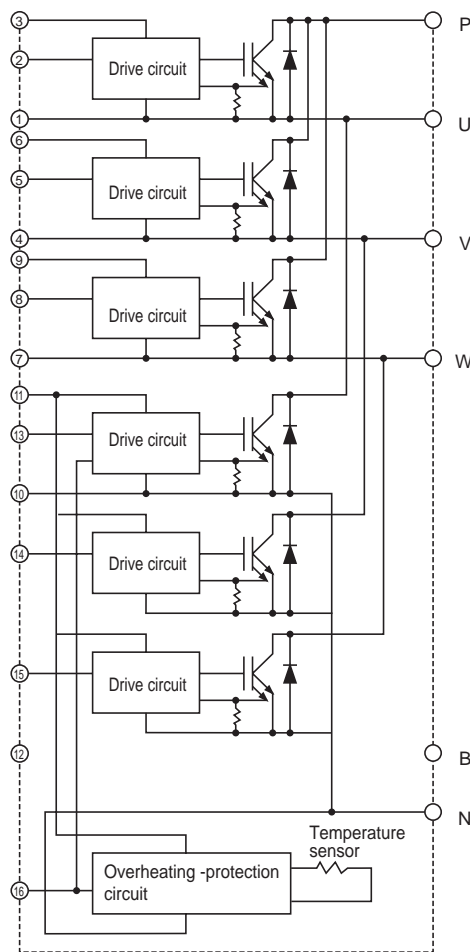 ③ P
② Drive circuit
① U
⑥
⑤ Drive circuit
④ V
⑨
⑧ Drive circuit
⑦ W
⑪
⑬ Drive circuit
⑩
⑭ Drive circuit
⑮ Drive circuit
⑫ B
N
Temperature
sensor
Overheating -protection
circuit
⑯